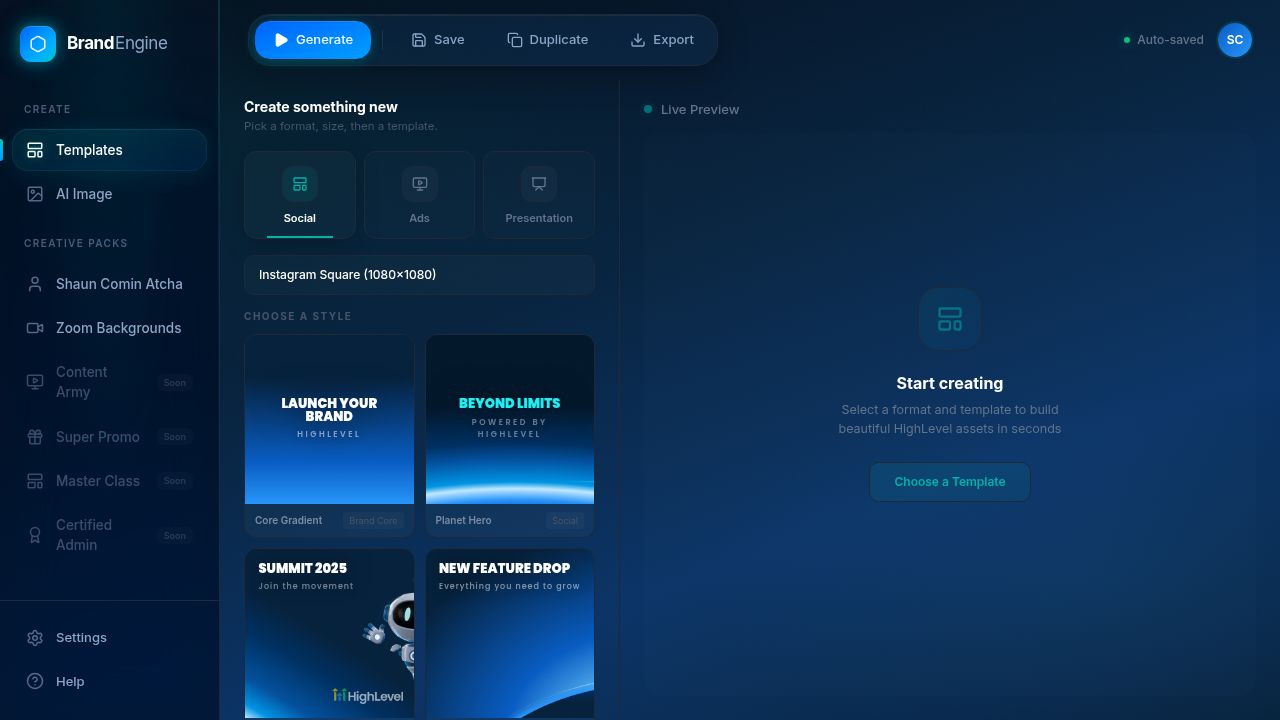 BrandEngine
Generate
Save
Duplicate
Export
Auto-saved
SC
CREATE
Templates
AI Image
CREATIVE PACKS
Shaun Comin Atcha
Zoom Backgrounds
Content
Army
Soon
Super Promo
Soon
Master Class
Soon
Certified
Admin
Soon
Settings
Help
Create something new
Pick a format, size, then a template.
Social
Ads
Presentation
Instagram Square (1080×1080)
CHOOSE A STYLE
LAUNCH YOUR
BRAND
HIGHLEVEL
Core Gradient
Brand Core
BEYOND LIMITS
POWERED BY
HIGHLEVEL
Planet Hero
Social
SUMMIT 2025
Join the movement
HighLevel
NEW FEATURE DROP
Everything you need to grow
Live Preview
Start creating
Select a format and template to build
beautiful HighLevel assets in seconds
Choose a Template